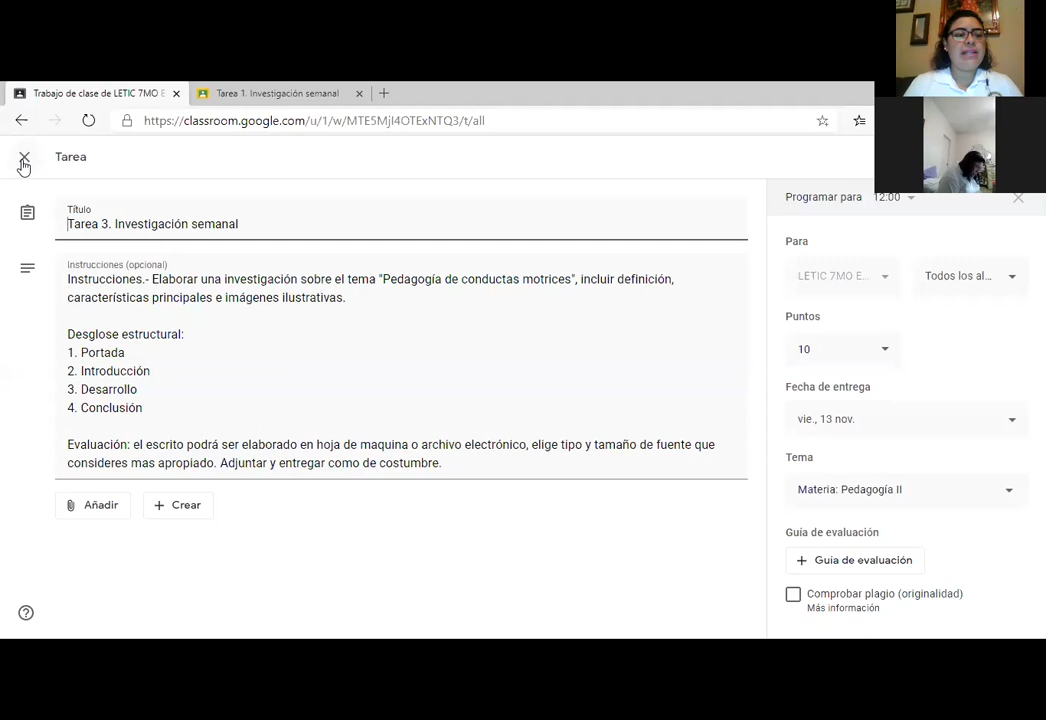 Trabajo de clase de LETIC 7MO E
Tarea 1. Investigación semanal
https://classroom.google.com/u/1/w/MTE5MjI4OTExNTQ3/t/all
Tarea
Título
Tarea 3. Investigación semanal
Instrucciones (opcional)
Instrucciones.- Elaborar una investigación sobre el tema "Pedagogía de conductas motrices", incluir definición,
características principales e imágenes ilustrativas.
Desglose estructural:
1. Portada
2. Introducción
3. Desarrollo
4. Conclusión
Evaluación: el escrito podrá ser elaborado en hoja de maquina o archivo electrónico, elige tipo y tamaño de fuente que
consideres mas apropiado. Adjuntar y entregar como de costumbre.
Añadir
Crear
Programar para 12:00
Para
LETIC 7MO E... Todos los al...
Puntos
10
Fecha de entrega
vie., 13 nov.
Tema
Materia: Pedagogía II
Guía de evaluación
Guia de evaluación
Comprobar plagio (originalidad)
Más información